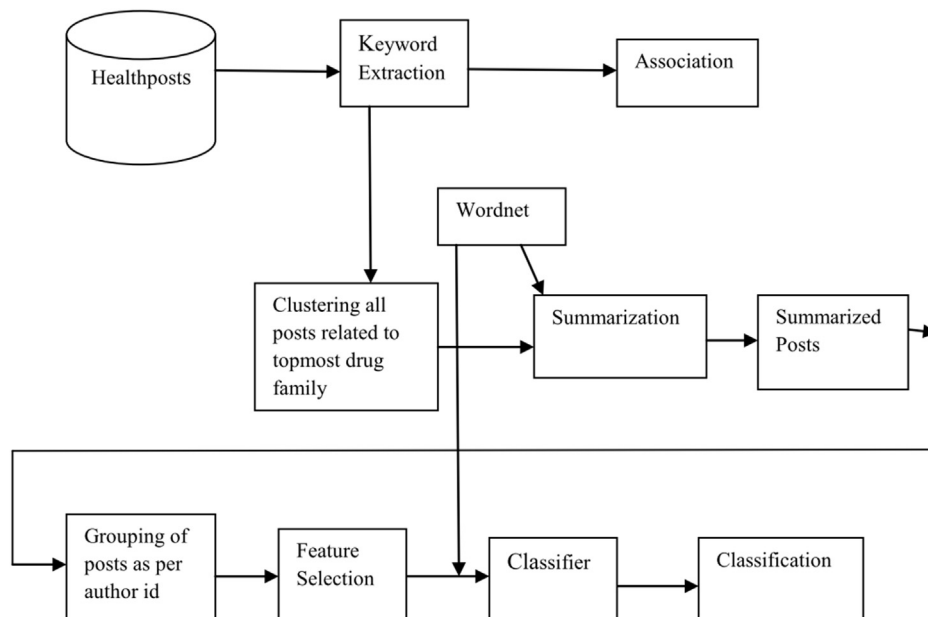 Healthposts
Keyword
Extraction
Association
Wordnet
Clustering all
posts related to
topmost drug
family
Summarization
Summarized
Posts
Grouping of
posts as per
author id
Feature
Selection
Classifier
Classification